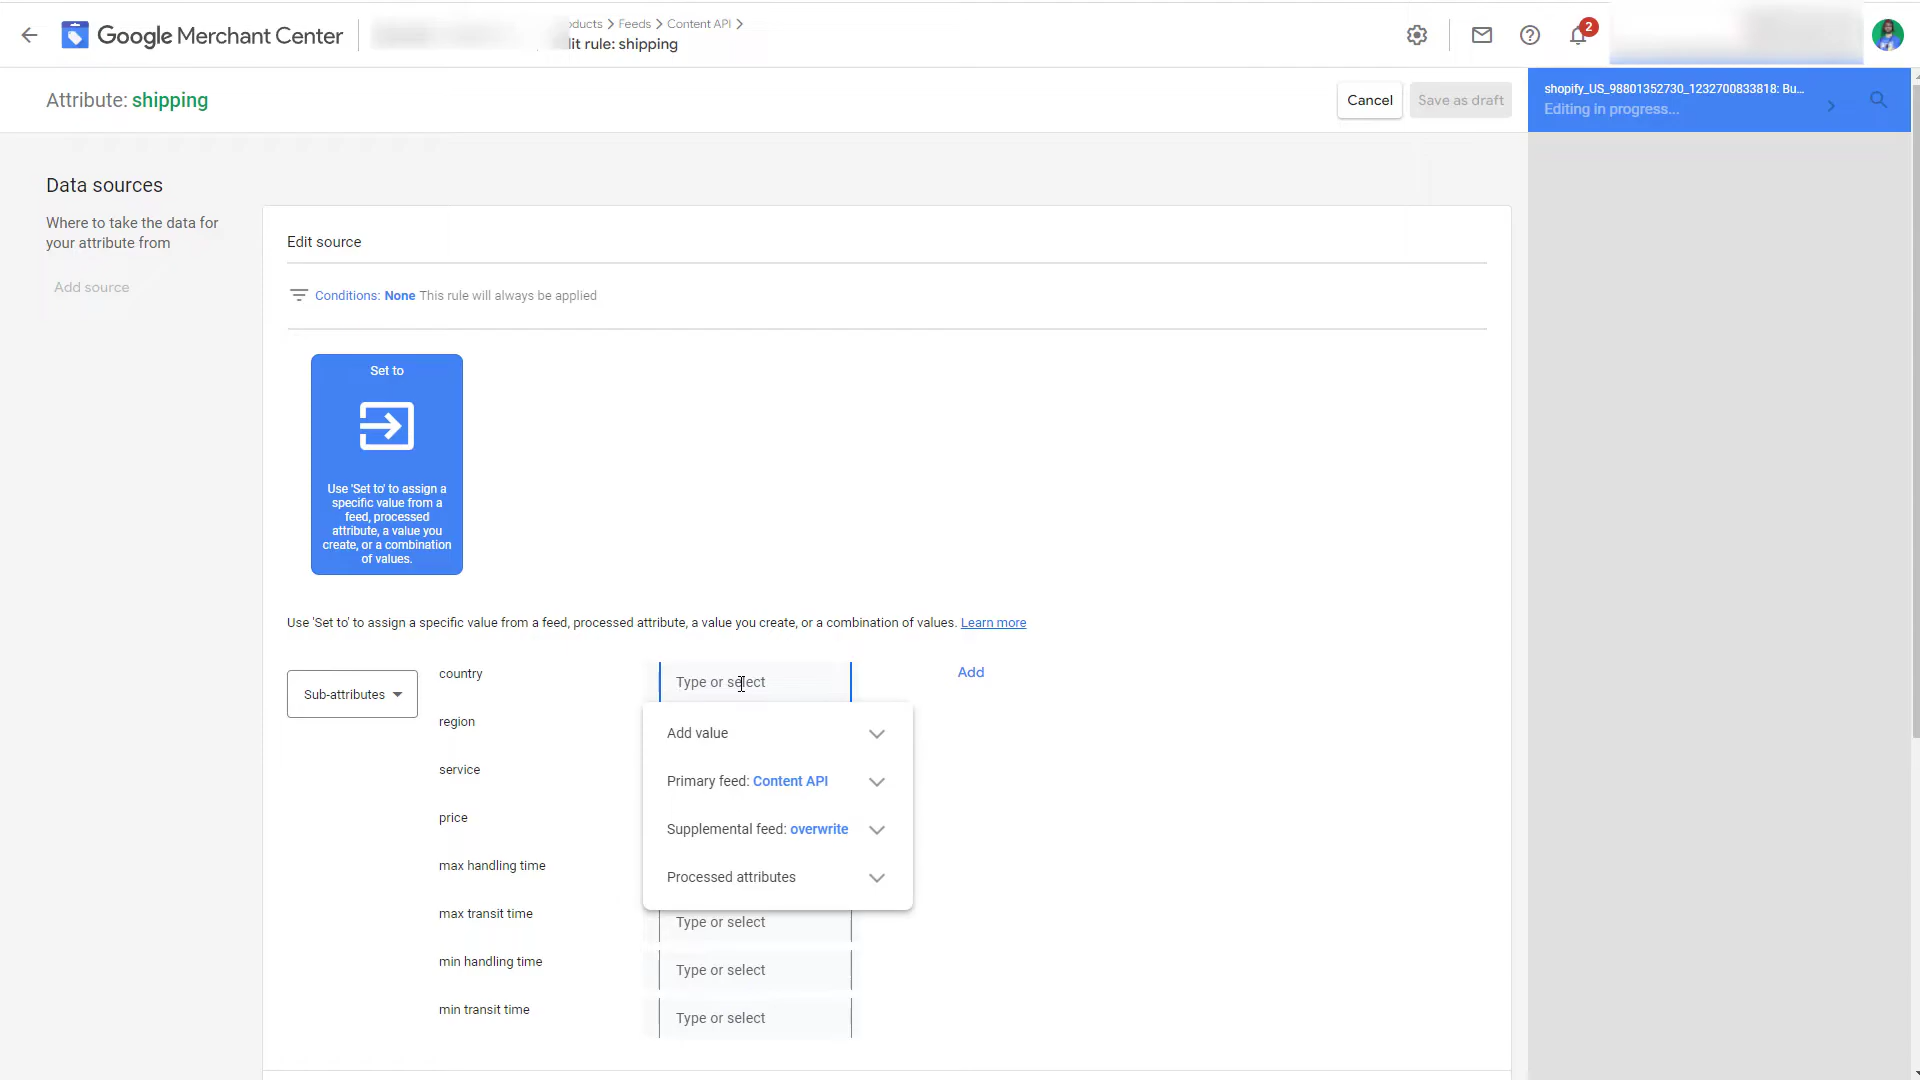 Google Merchant Center
ducts > Feeds > Content API >
lit rule: shipping
2
Attribute: shipping
Cancel
Save as draft
shopify_US_98801352730_1232700833818: Bu...
Editing in progress...
Data sources
Where to take the data for
your attribute from
Add source
Edit source
Conditions: None This rule will always be applied
Set to
Use 'Set to' to assign a
specific value from a
feed, processed
attribute, a value you
create, or a combination
of values.
Use 'Set to' to assign a specific value from a feed, processed attribute, a value you create, or a combination of values. Learn more
Sub-attributes
country
Type or select
Add
region
Add value
service
Primary feed: Content API
price
Supplemental feed: overwrite
max handling time
Processed attributes
max transit time
Type or select
min handling time
Type or select
min transit time
Type or select